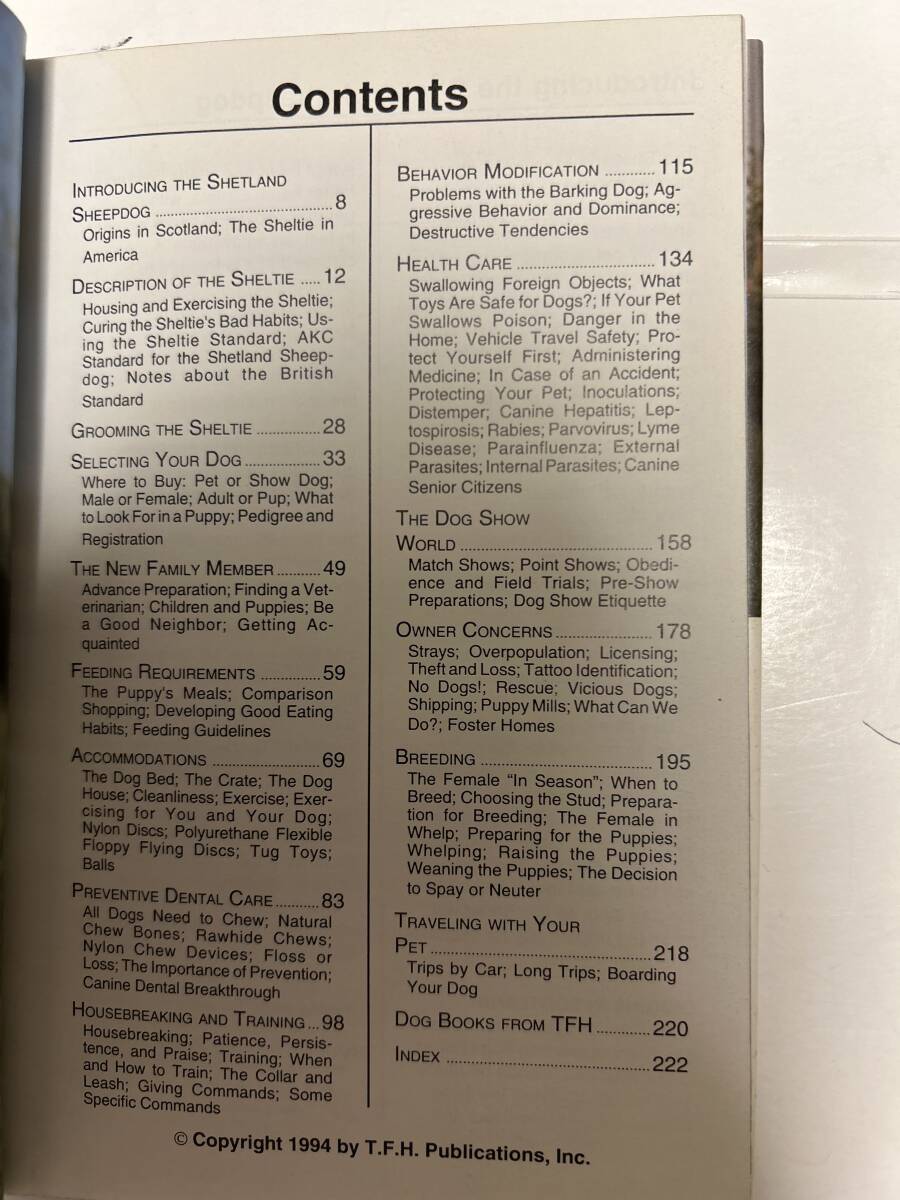 Contents
INTRODUCING THE SHETLAND
SHEEPDOG ........................................... 8
Origins in Scotland; The Sheltie in
America
DESCRIPTION OF THE SHELTIE ..... 12
Housing and Exercising the Sheltie;
Curing the Sheltie's Bad Habits; Us-
ing the Sheltie Standard; AKC
Standard for the Shetland Sheep-
dog; Notes about the British
Standard
GROOMING THE SHELTIE ............... 28
SELECTING YOUR DOG .................. 33
Where to Buy: Pet or Show Dog;
Male or Female; Adult or Pup; What
to Look For in a Puppy; Pedigree and
Registration
THE NEW FAMILY MEMBER .......... 49
Advance Preparation; Finding a Vet-
erinarian; Children and Puppies; Be
a Good Neighbor; Getting Ac-
quainted
FEEDING REQUIREMENTS .............. 59
The Puppy's Meals; Comparison
Shopping; Developing Good Eating
Habits; Feeding Guidelines
ACCOMMODATIONS .......................... 69
The Dog Bed; The Crate; The Dog
House; Cleanliness; Exercise; Exer-
cising for You and Your Dog;
Nylon Discs; Polyurethane Flexible
Floppy Flying Discs; Tug Toys;
Balls
PREVENTIVE DENTAL CARE .......... 83
All Dogs Need to Chew; Natural
Chew Bones; Rawhide Chews;
Nylon Chew Devices; Floss or
Loss; The Importance of Prevention;
Canine Dental Breakthrough
HOUSEBREAKING AND TRAINING ... 98
Housebreaking; Patience, Persis-
tence, and Praise; Training; When
and How to Train; The Collar and
Leash; Giving Commands; Some
Specific Commands
BEHAVIOR MODIFICATION ............ 115
Problems with the Barking Dog; Ag-
gressive Behavior and Dominance;
Destructive Tendencies
HEALTH CARE ................................. 134
Swallowing Foreign Objects; What
Toys Are Safe for Dogs?; If Your Pet
Swallows Poison; Danger in the
Home; Vehicle Travel Safety; Pro-
tect Yourself First; Administering
Medicine; In Case of an Accident;
Protecting Your Pet; Inoculations;
Distemper; Canine Hepatitis; Lep-
tospirosis; Rabies; Parvovirus; Lyme
Disease; Parainfluenza; External
Parasites; Internal Parasites; Canine
Senior Citizens
THE DOG SHOW
WORLD .............................................. 158
Match Shows; Point Shows; Obedi-
ence and Field Trials; Pre-Show
Preparations; Dog Show Etiquette
OWNER CONCERNS ....................... 178
Strays; Overpopulation; Licensing;
Theft and Loss; Tattoo Identification;
No Dogs!; Rescue; Vicious Dogs;
Shipping; Puppy Mills; What Can We
Do?; Foster Homes
BREEDING ......................................... 195
The Female “In Season”; When to
Breed; Choosing the Stud; Prepara-
tion for Breeding; The Female in
Whelp; Preparing for the Puppies;
Whelping; Raising the Puppies;
Weaning the Puppies; The Decision
to Spay or Neuter
TRAVELING WITH YOUR
PET ..................................................... 218
Trips by Car; Long Trips; Boarding
Your Dog
DOG BOOKS FROM TFH ............. 220
INDEX ................................................. 222
© Copyright 1994 by T.F.H. Publications, Inc.